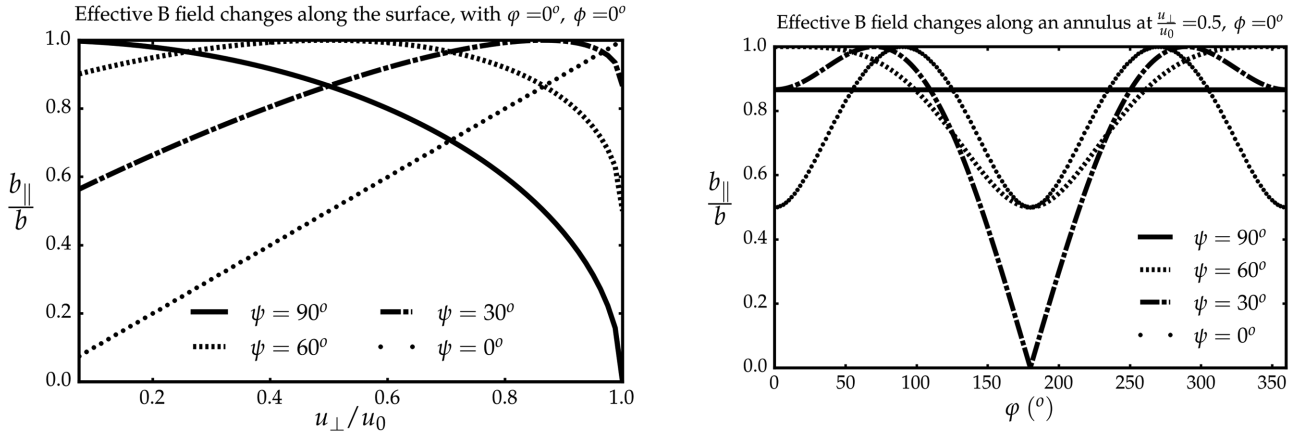 Effective B field changes along the surface, with φ =0°, ϕ =0°
1.0
0.8
0.6
0.4
0.2
0.0
b∥/b
ψ = 90°
ψ = 60°
ψ = 30°
ψ = 0°
0.2 0.4 0.6 0.8 1.0
u⊥/u0
Effective B field changes along an annulus at u⊥/u0 =0.5, ϕ =0°
1.0
0.8
0.6
0.4
0.2
0.0
b∥/b
ψ = 90°
ψ = 60°
ψ = 30°
ψ = 0°
0 50 100 150 200 250 300 350
φ (°)